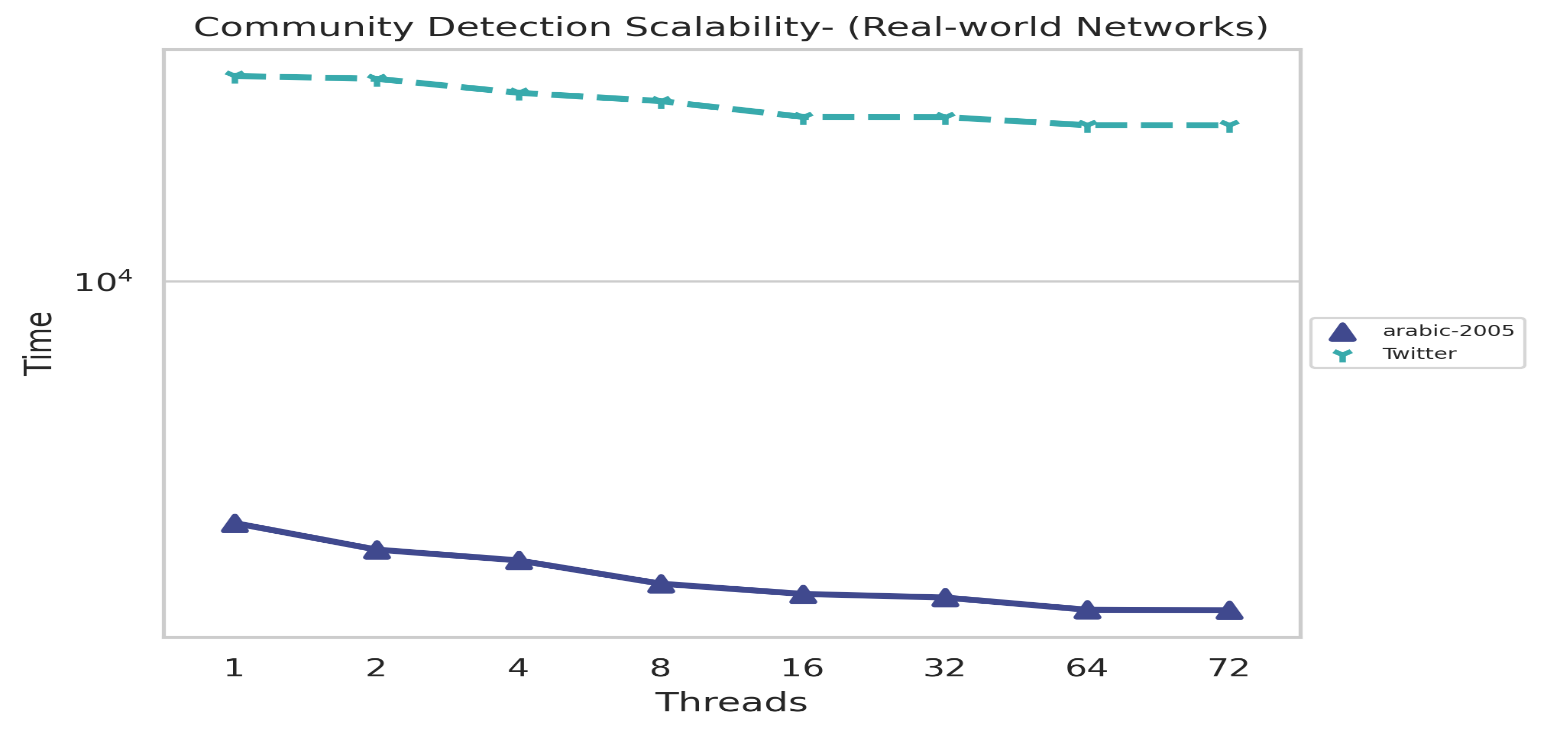 Community Detection Scalability- (Real-world Networks)
10⁴
Time
arabic-2005
Twitter
1 2 4 8 16 32 64 72
Threads